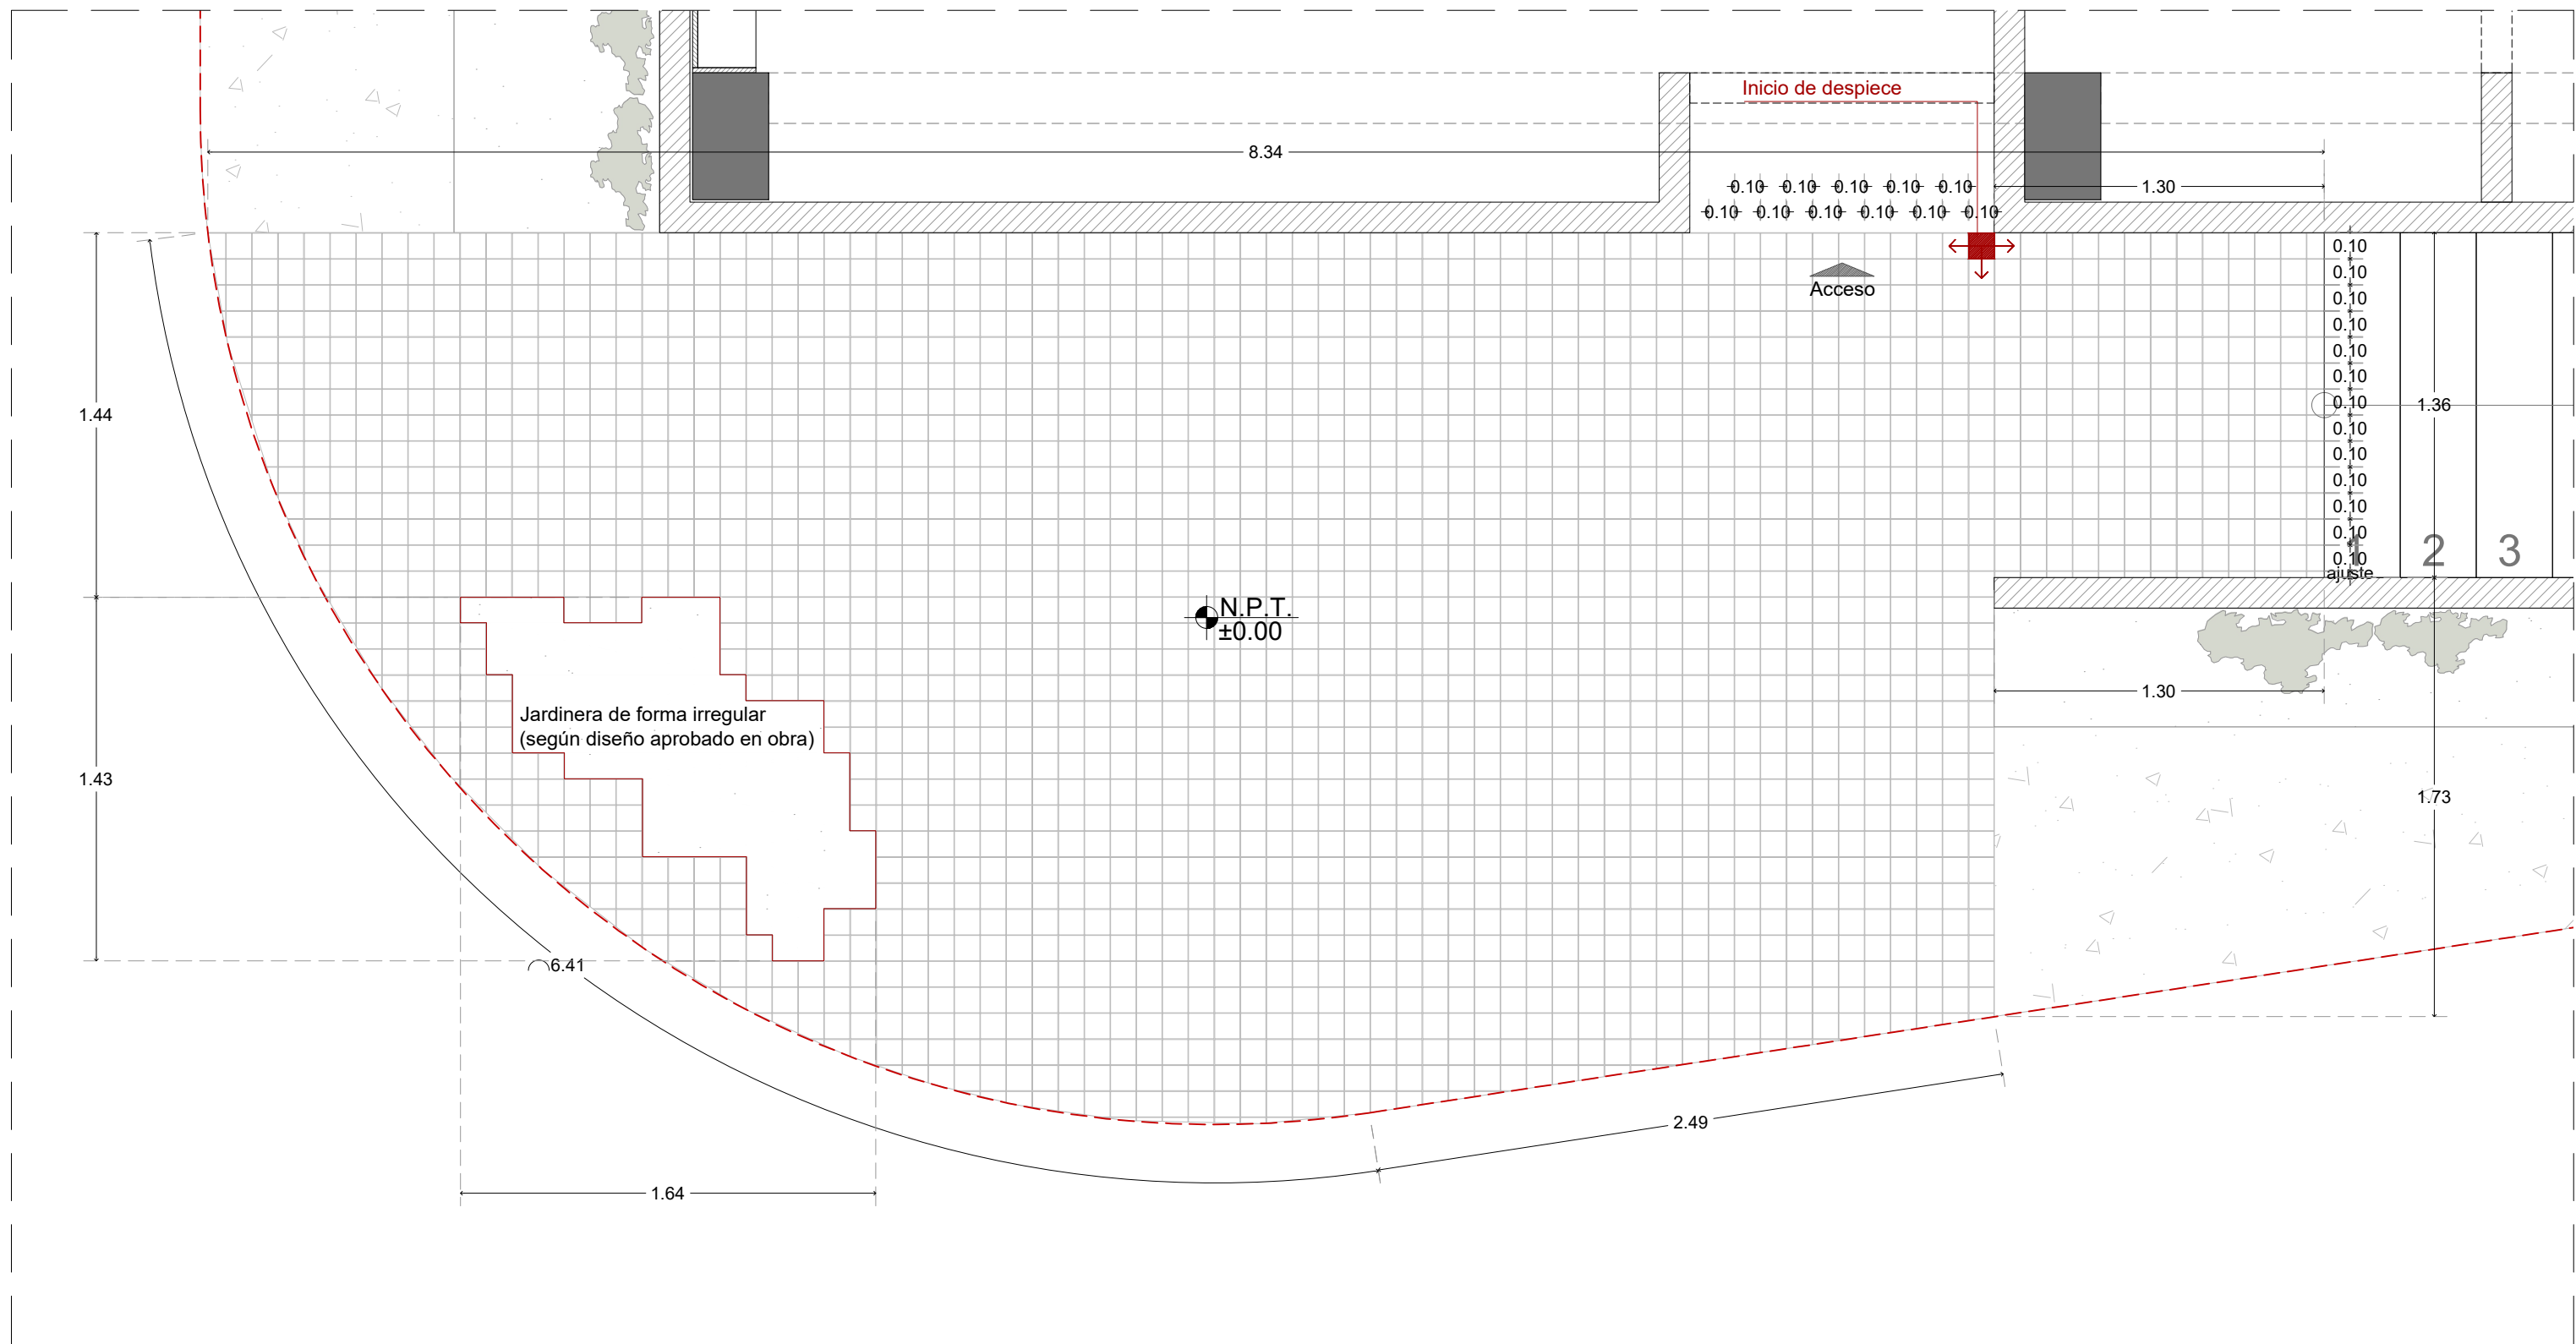 Inicio de despiece
8.34
0.10 0.10 0.10 0.10 0.10
1.30
0.10 0.10 0.10 0.10 0.10 0.10
0.10
0.10
0.10
0.10
0.10
0.10
0.10
0.10
0.10
0.10
0.10
0.10
0.10
ajuste
Acceso
1.44
1.36
1 2 3
N.P.T.
±0.00
1.30
Jardinera de forma irregular
(según diseño aprobado en obra)
1.43
1.73
6.41
2.49
1.64